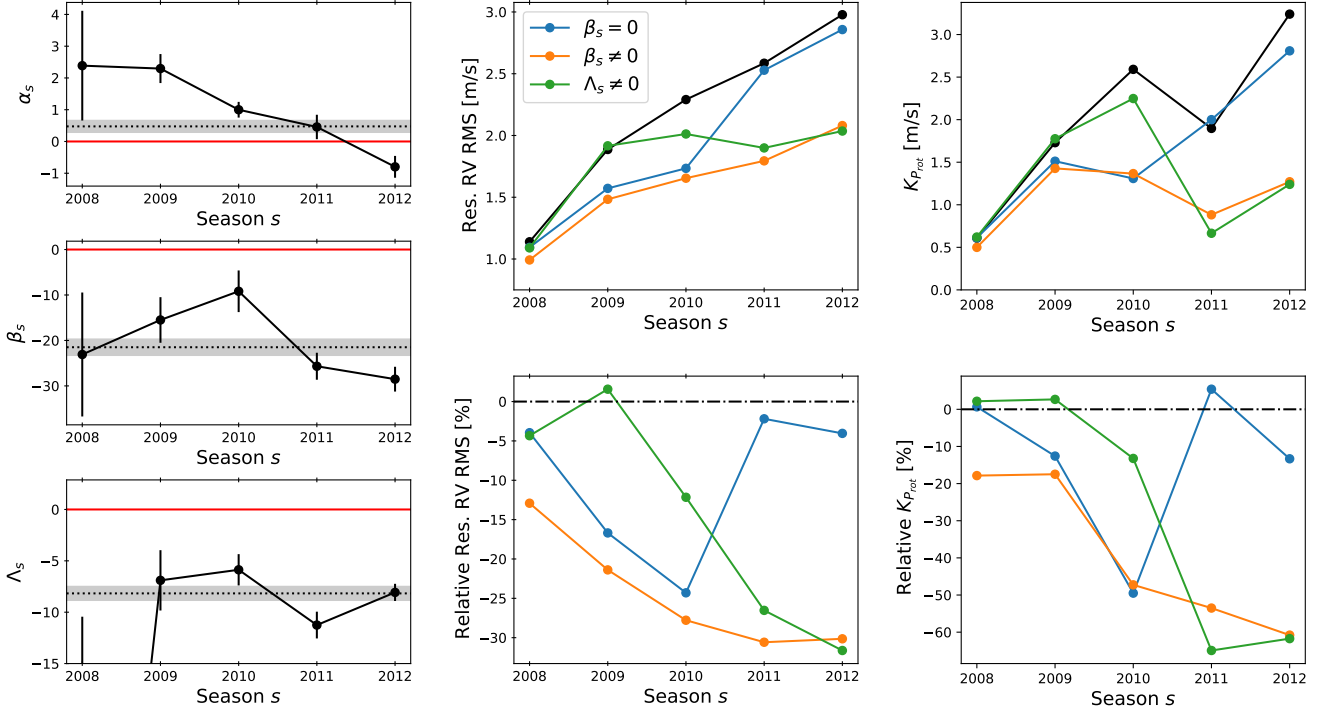 4
3
2
1
0
−1
α_s
2008 2009 2010 2011 2012
Season s
0
−10
−20
−30
β_s
2008 2009 2010 2011 2012
Season s
0
−5
−10
−15
Λ_s
2008 2009 2010 2011 2012
Season s
3.0
2.5
2.0
1.5
1.0
Res. RV RMS [m/s]
β_s = 0
β_s ≠ 0
Λ_s ≠ 0
2008 2009 2010 2011 2012
Season s
0
−5
−10
−15
−20
−25
−30
Relative Res. RV RMS [%]
2008 2009 2010 2011 2012
Season s
3.0
2.5
2.0
1.5
1.0
0.5
0.0
K_{P_{rot}} [m/s]
2008 2009 2010 2011 2012
Season s
0
−10
−20
−30
−40
−50
−60
Relative K_{P_{rot}} [%]
2008 2009 2010 2011 2012
Season s